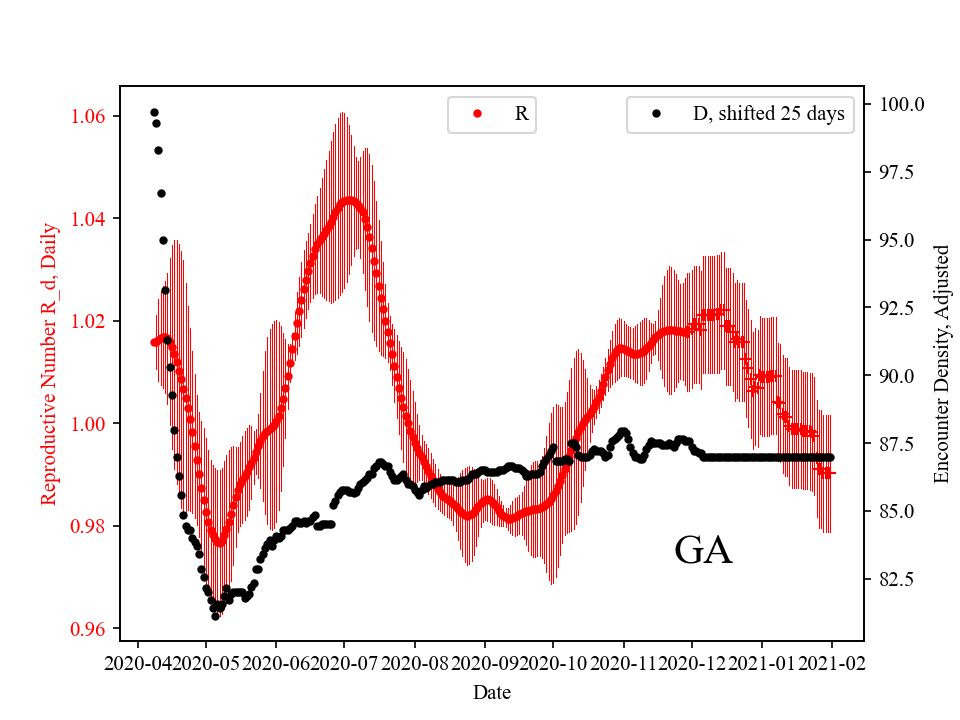 R
D, shifted 25 days
1.06
1.04
1.02
1.00
0.98
0.96
Reproductive Number R_d, Daily
100.0
97.5
95.0
92.5
90.0
87.5
85.0
82.5
Encounter Density, Adjusted
GA
2020-04 2020-05 2020-06 2020-07 2020-08 2020-09 2020-10 2020-11 2020-12 2021-01 2021-02
Date